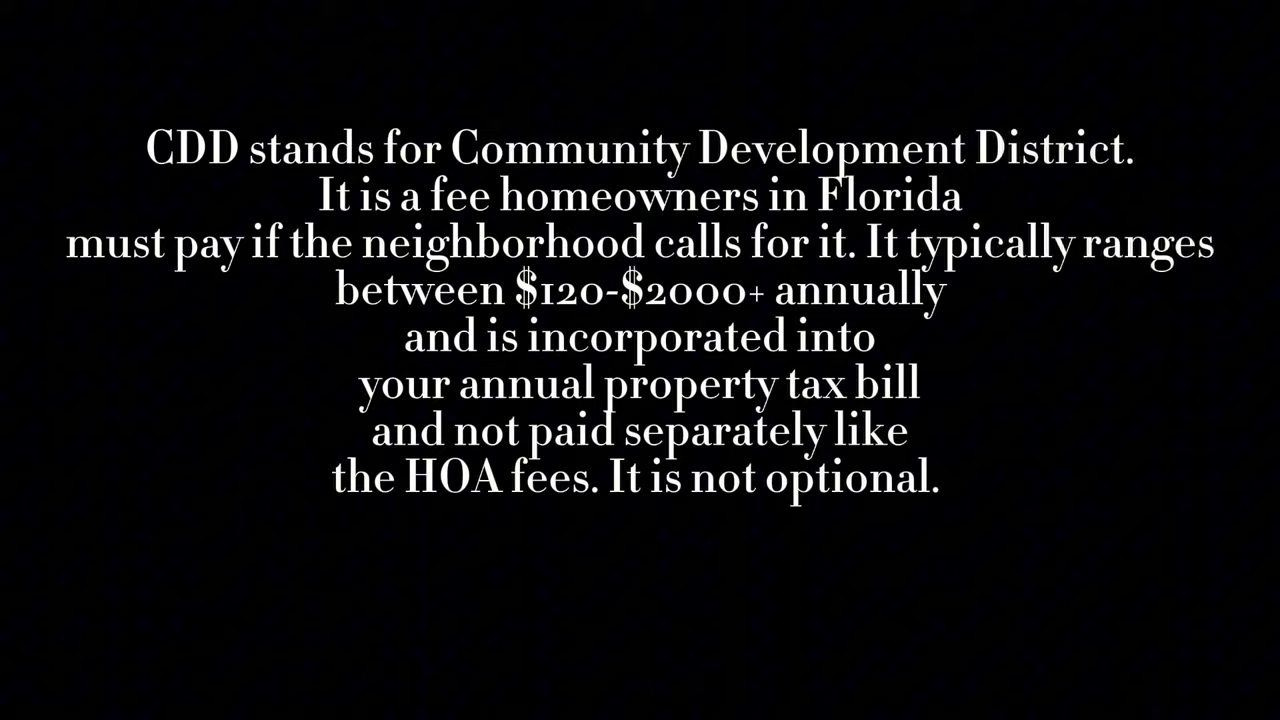 CDD stands for Community Development District.
It is a fee homeowners in Florida
must pay if the neighborhood calls for it. It typically ranges
between $120-$2000+ annually
and is incorporated into
your annual property tax bill
and not paid separately like
the HOA fees. It is not optional.